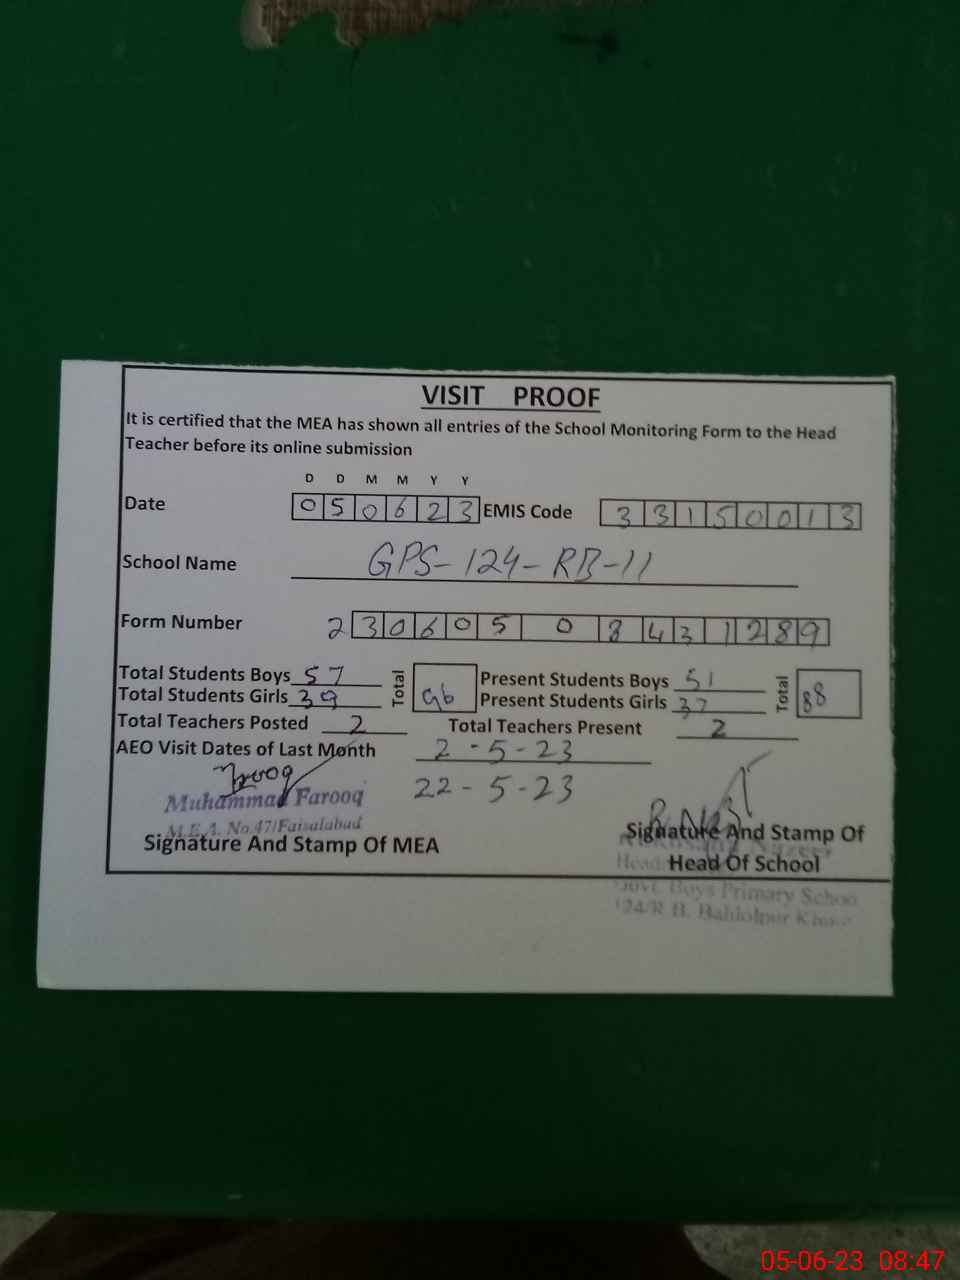 VISIT PROOF
It is certified that the MEA has shown all entries of the School Monitoring Form to the Head
Teacher before its online submission
D D M M Y Y
Date 050623 EMIS Code 33150013
School Name GPS-124-RB-11
Form Number 2306050 8431289
Total Students Boys 57 Total 96 Present Students Boys 51 Total 88
Total Students Girls 39 Present Students Girls 37
Total Teachers Posted 2 Total Teachers Present 2
AEO Visit Dates of Last Month 2-5-23
22-5-23
Farooq
Muhammad Farooq
M.E.A. No.47/Faisalabad
Signature And Stamp Of MEA
Signature And Stamp Of
Head Of School
Govt. Boys Primary Schoo
124/R.B. Bahlolpur
05-06-23 08:47